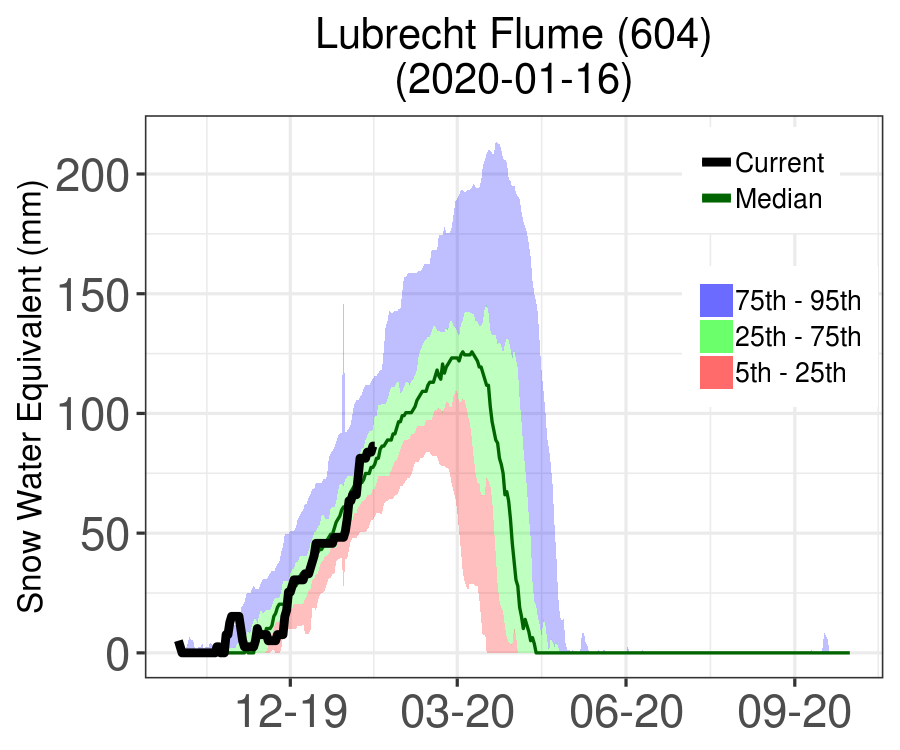 Lubrecht Flume (604)
(2020-01-16)
Snow Water Equivalent (mm)
200
150
100
50
0
12-19
03-20
06-20
09-20
Current
Median
75th - 95th
25th - 75th
5th - 25th